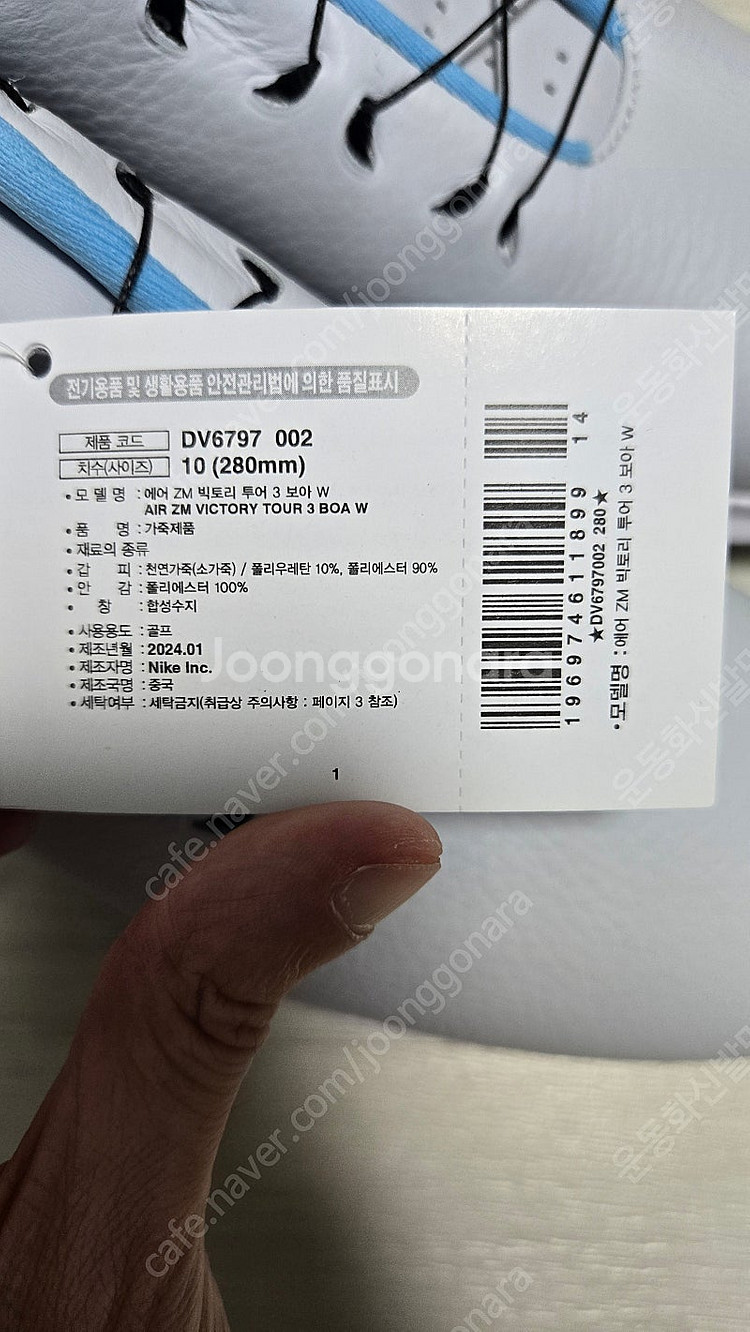 전기용품 및 생활용품 안전관리법에 의한 품질표시
제품 코드 DV6797 002
치수(사이즈) 10 (280mm)
• 모 델 명 : 에어 ZM 빅토리 투어 3 보아 W
AIR ZM VICTORY TOUR 3 BOA W
• 품 명 : 가죽제품
• 재료의 종류
• 갑 피 : 천연가죽(소가죽) / 폴리우레탄 10%, 폴리에스터 90%
• 안 감 : 폴리에스터 100%
• 창 : 합성수지
• 사용용도 : 골프
• 제조년월 : 2024.01
• 제조자명 : Nike Inc.
• 제조국명 : 중국
• 세탁여부 : 세탁금지(취급상 주의사항 : 페이지 3 참조)
1
196974611899 14
★DV6797002 280★
• 모델명 : 에어 ZM 빅토리 투어 3 보아 W
Joonggonara
cafe.naver.com/joonggonara
cafe.naver.com/joonggonara